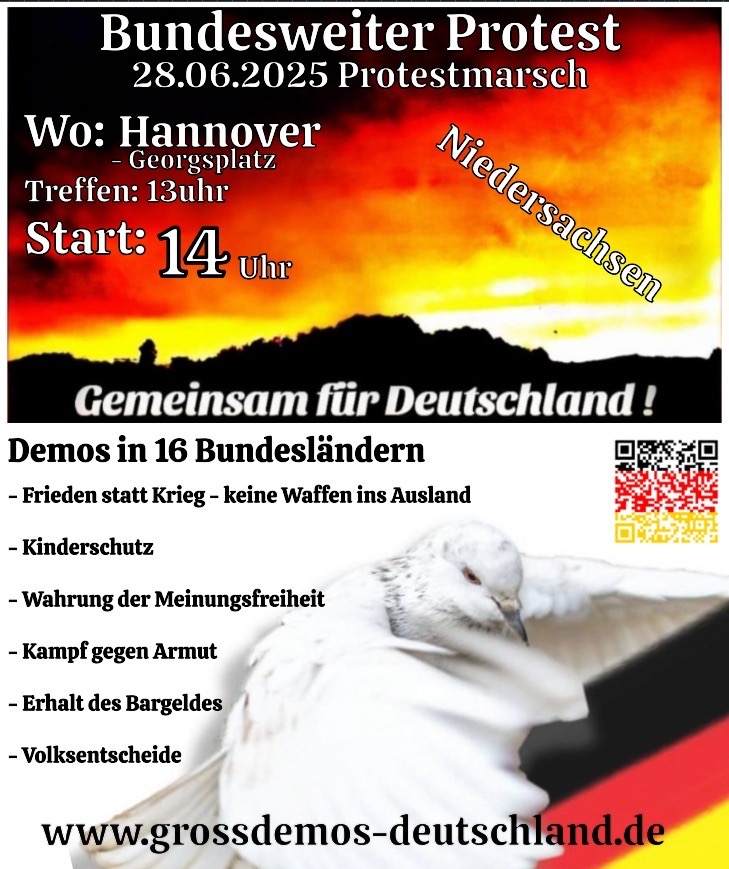 Bundesweiter Protest
28.06.2025 Protestmarsch
Wo: Hannover
- Georgsplatz
Treffen: 13uhr
Start: 14 Uhr
Niedersachsen
Gemeinsam für Deutschland !
Demos in 16 Bundesländern
- Frieden statt Krieg - keine Waffen ins Ausland
- Kinderschutz
- Wahrung der Meinungsfreiheit
- Kampf gegen Armut
- Erhalt des Bargeldes
- Volksentscheide
www.grossdemos-deutschland.de